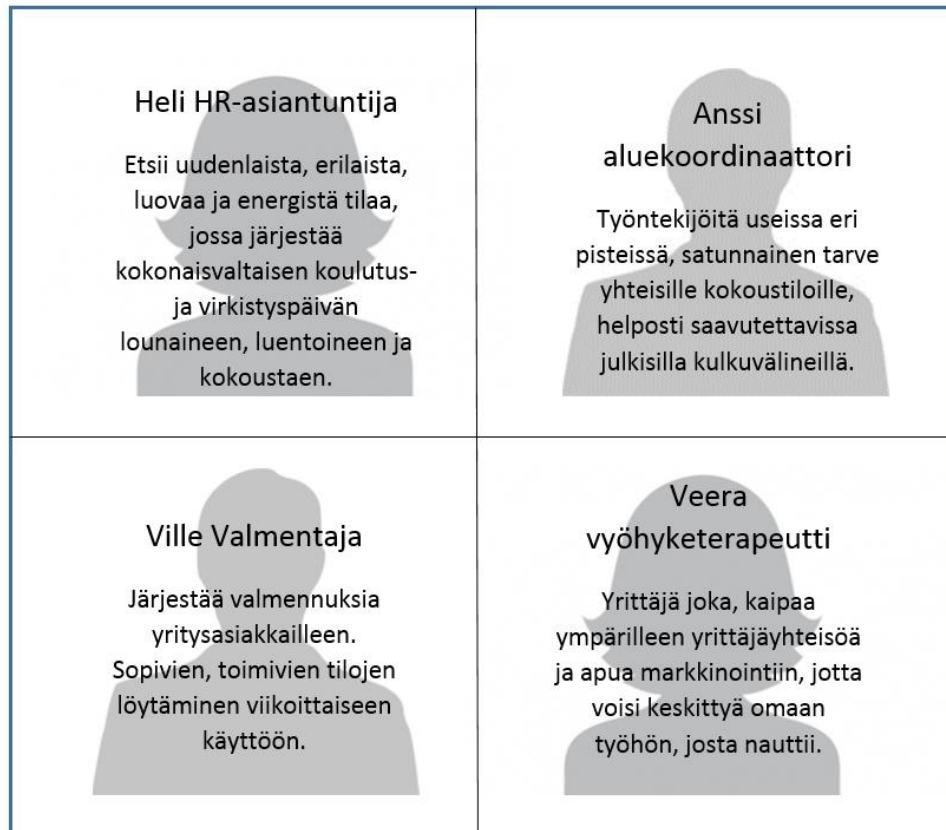 Heli HR-asiantuntija
Etsii uudenlaista, erilaista,
luovaa ja energistä tilaa,
jossa järjestää
kokonaisvaltaisen koulutus-
ja virkistyspäivän
lounaineen, luentoineen ja
kokoustaen.
Anssi
aluekoordinaattori
Työntekijöitä useissa eri
pisteissä, satunnainen tarve
yhteisille kokoustiloille,
helposti saavutettavissa
julkisilla kulkuvälineillä.
Ville Valmentaja
Järjestää valmennuksia
yritysasiakkailleen.
Sopivien, toimivien tilojen
löytäminen viikoittaiseen
käyttöön.
Veera
vyöhyketerapeutti
Yrittäjä joka, kaipaa
ympärilleen yrittäjäyhteisöä
ja apua markkinointiin, jotta
voisi keskittyä omaan
työhön, josta nauttii.